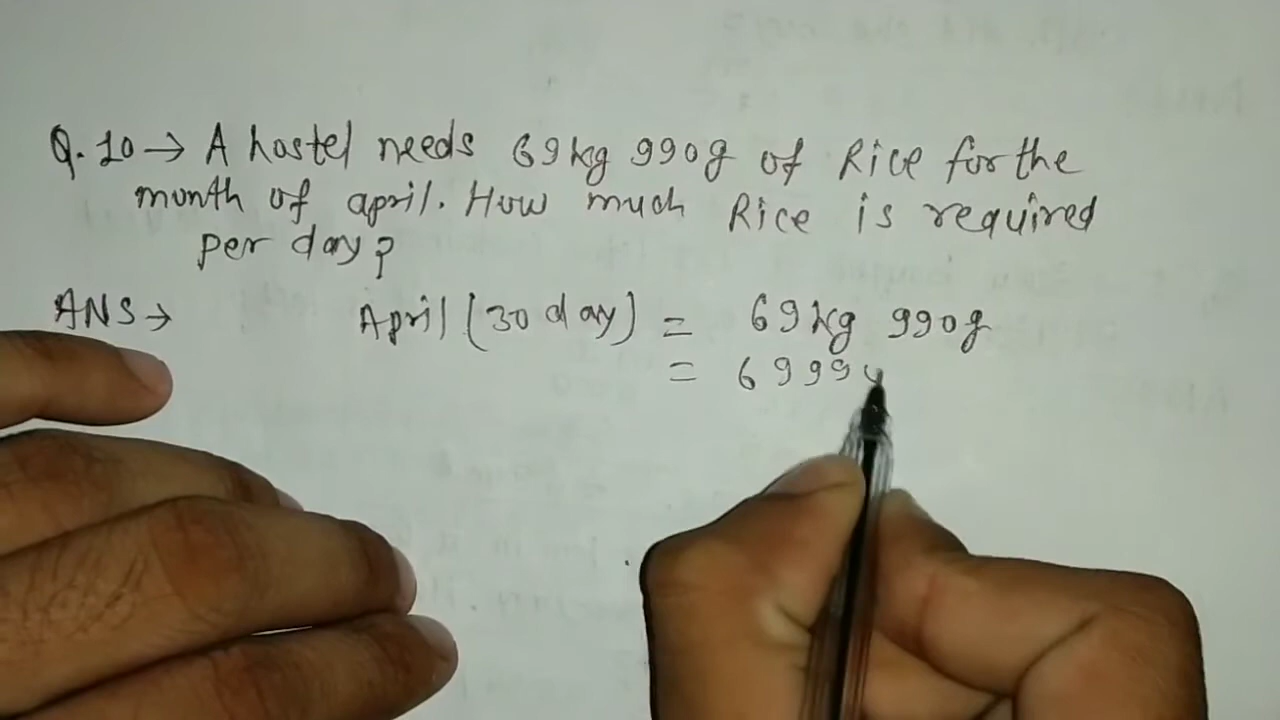 Q.10→ A hostel needs 69kg 990g of Rice for the
month of april. How much Rice is required
per day?
ANS→ April (30 day) = 69kg 990g
= 6999